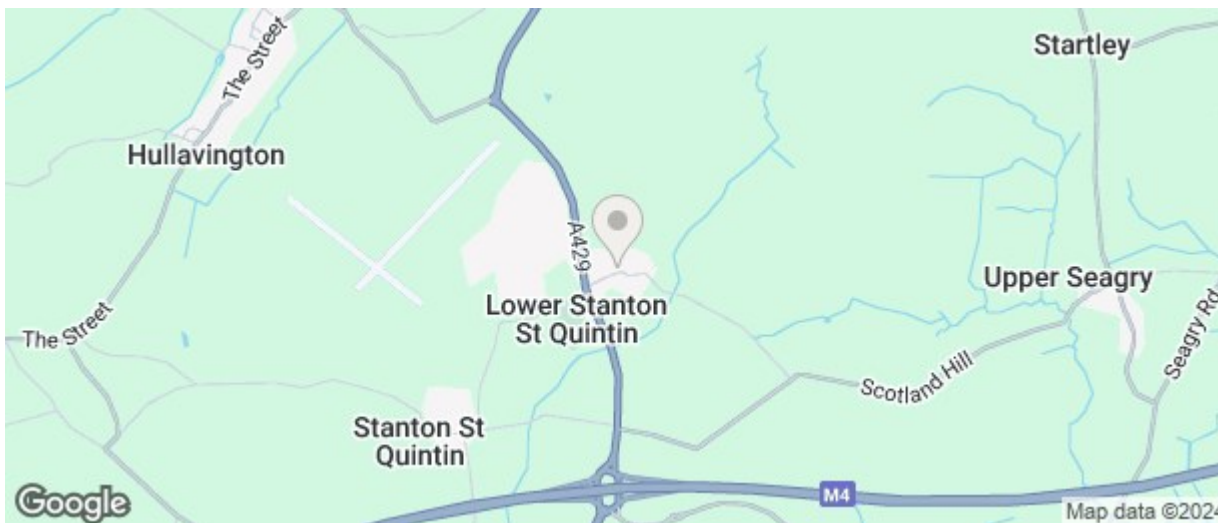 Startley
The Street
Hullavington
A429
Upper Seagry
Lower Stanton
St Quintin
The Street
Seagry Rd
Scotland Hill
Stanton St
Quintin
M4
Google
Map data ©2024